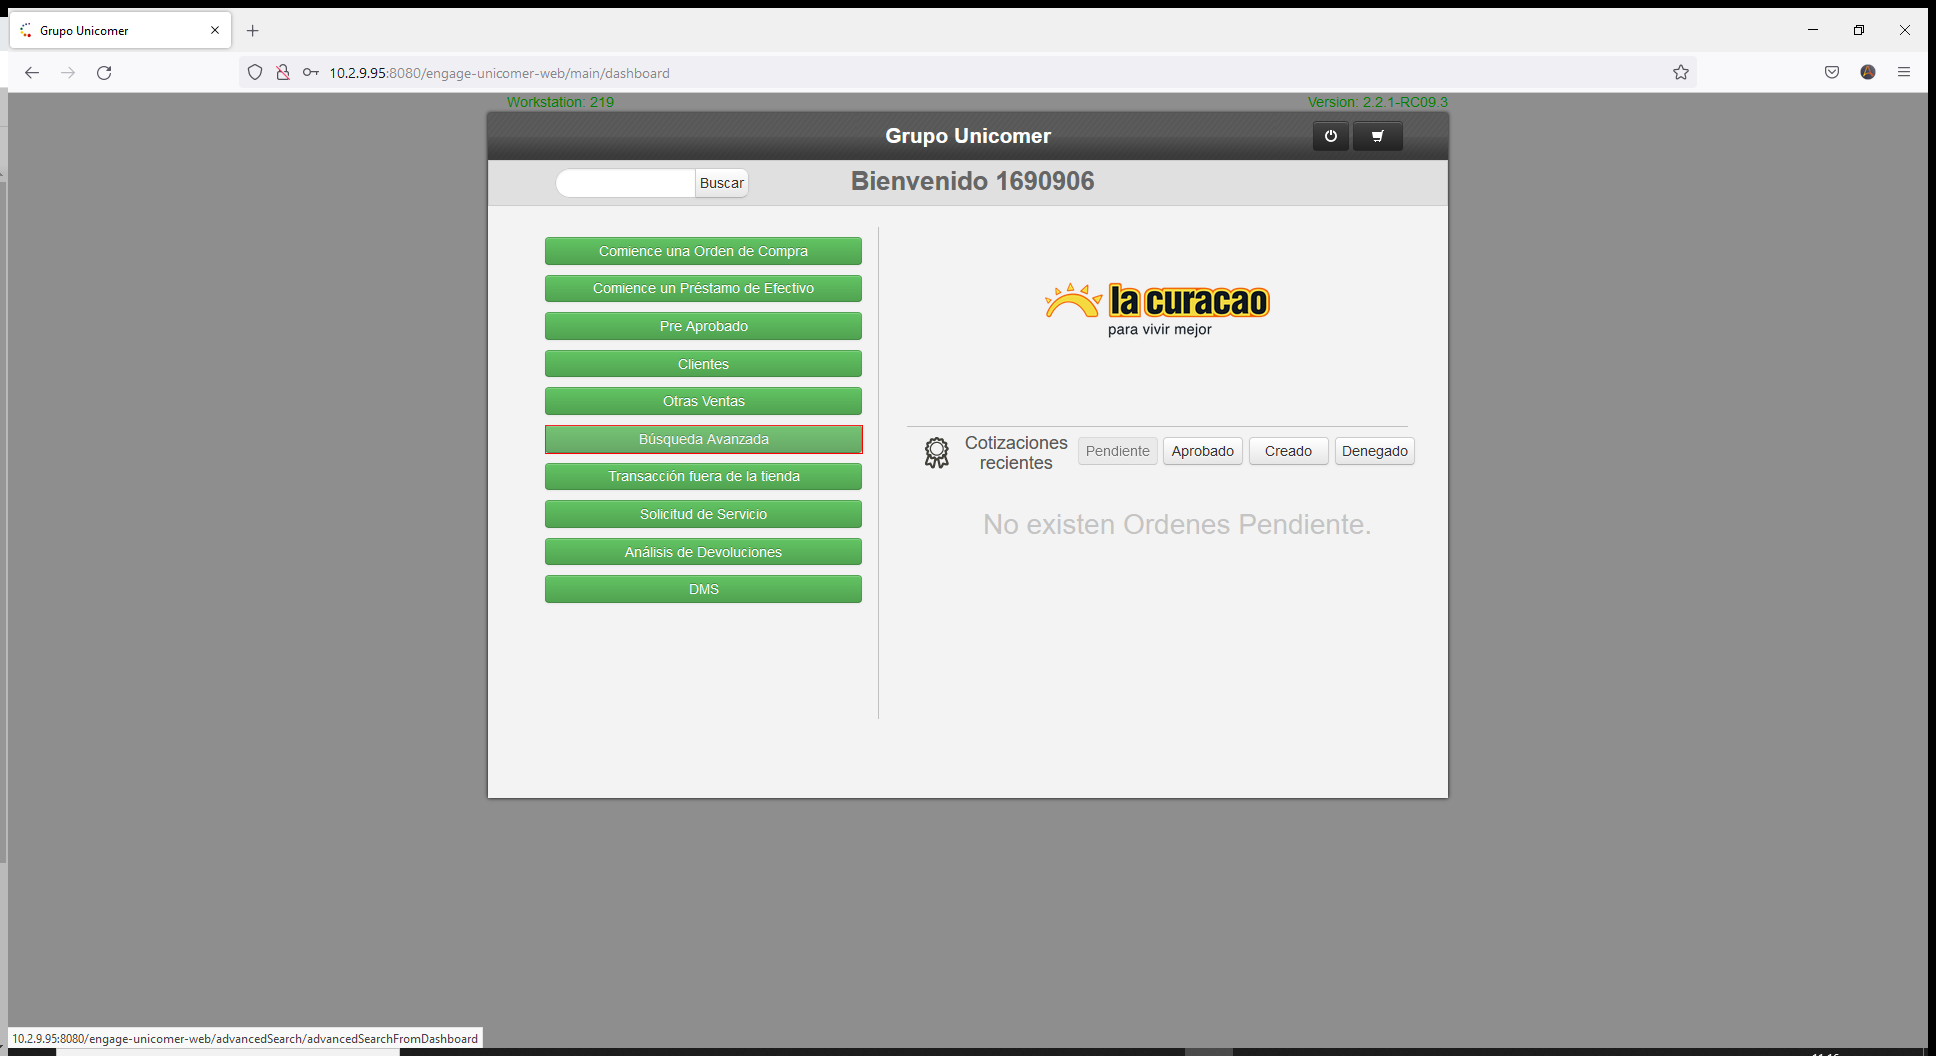 Grupo Unicomer
10.2.9.95:8080/engage-unicomer-web/main/dashboard
Workstation: 219
Version: 2.2.1-RC09.3
Grupo Unicomer
Buscar
Bienvenido 1690906
Comience una Orden de Compra
Comience un Préstamo de Efectivo
Pre Aprobado
Clientes
Otras Ventas
Búsqueda Avanzada
Transacción fuera de la tienda
Solicitud de Servicio
Análisis de Devoluciones
DMS
la curacao
para vivir mejor
Cotizaciones
recientes
Pendiente
Aprobado
Creado
Denegado
No existen Ordenes Pendiente.
10.2.9.95:8080/engage-unicomer-web/advancedSearch/advancedSearchFromDashboard